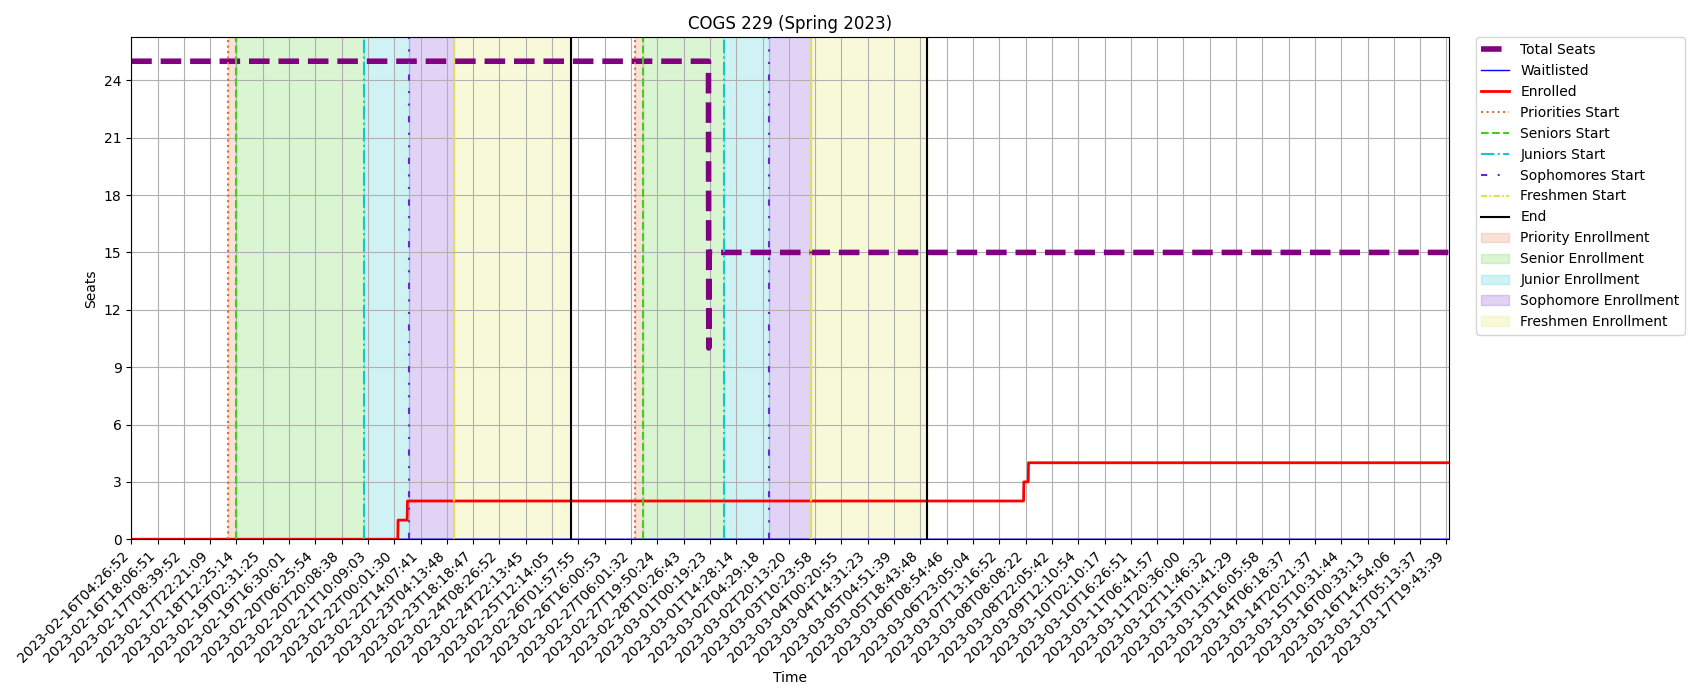 COGS 229 (Spring 2023)
Seats
24
21
18
15
12
9
6
3
0
2023-02-16T04:26:52
2023-02-16T18:06:51
2023-02-17T08:39:52
2023-02-17T22:21:09
2023-02-18T12:25:14
2023-02-19T02:31:25
2023-02-19T16:30:01
2023-02-20T06:25:54
2023-02-20T20:08:38
2023-02-21T10:09:03
2023-02-22T00:01:30
2023-02-22T14:07:41
2023-02-23T04:13:48
2023-02-23T18:18:47
2023-02-24T08:26:52
2023-02-24T22:13:45
2023-02-25T12:14:05
2023-02-26T01:57:55
2023-02-26T16:00:53
2023-02-27T06:01:32
2023-02-27T19:50:24
2023-02-28T10:26:43
2023-03-01T00:19:23
2023-03-01T14:28:14
2023-03-02T04:29:18
2023-03-02T20:13:20
2023-03-03T10:23:58
2023-03-04T00:20:55
2023-03-04T14:31:23
2023-03-05T04:51:39
2023-03-05T18:43:48
2023-03-06T08:54:46
2023-03-06T23:05:04
2023-03-07T13:16:52
2023-03-08T08:08:22
2023-03-08T22:05:42
2023-03-09T12:10:54
2023-03-10T02:10:17
2023-03-10T16:26:51
2023-03-11T06:41:57
2023-03-11T20:36:00
2023-03-12T11:46:32
2023-03-13T01:41:29
2023-03-13T16:05:58
2023-03-14T06:18:37
2023-03-14T20:21:37
2023-03-15T10:31:44
2023-03-16T00:33:13
2023-03-16T14:54:06
2023-03-17T05:13:37
2023-03-17T19:43:39
Time
Total Seats
Waitlisted
Enrolled
Priorities Start
Seniors Start
Juniors Start
Sophomores Start
Freshmen Start
End
Priority Enrollment
Senior Enrollment
Junior Enrollment
Sophomore Enrollment
Freshmen Enrollment